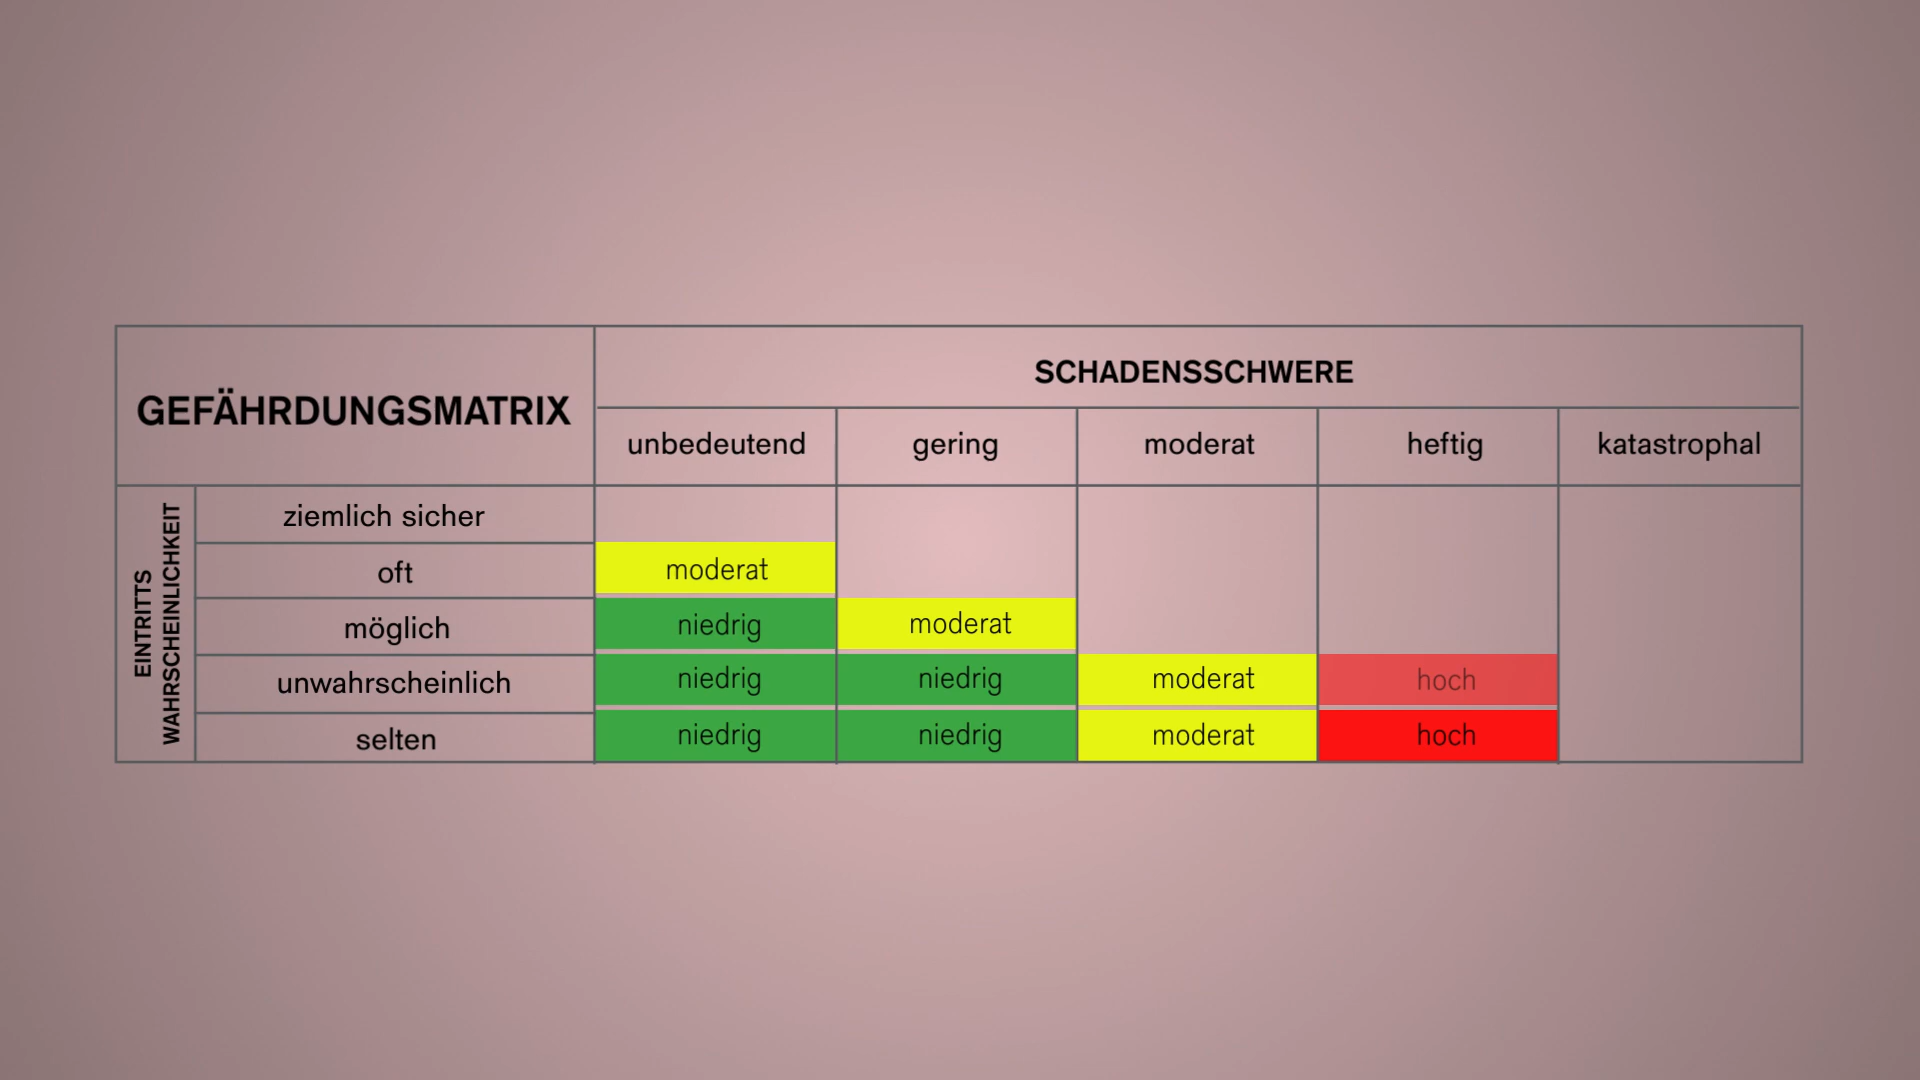 GEFÄHRDUNGSMATRIX
SCHADENSSCHWERE
unbedeutend gering moderat heftig katastrophal
EINTRITTS
WAHRSCHEINLICHKEIT
ziemlich sicher
oft moderat
möglich niedrig moderat
unwahrscheinlich niedrig niedrig moderat hoch
selten niedrig niedrig moderat hoch